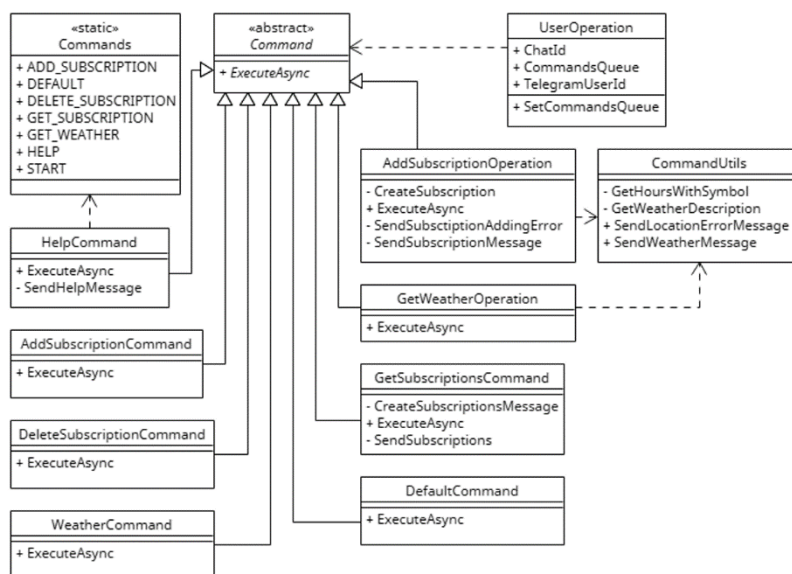 «static»
Commands
+ ADD_SUBSCRIPTION
+ DEFAULT
+ DELETE_SUBSCRIPTION
+ GET_SUBSCRIPTION
+ GET_WEATHER
+ HELP
+ START
«abstract»
Command
+ ExecuteAsync
UserOperation
+ ChatId
+ CommandsQueue
+ TelegramUserId
+ SetCommandsQueue
AddSubscriptionOperation
- CreateSubscription
+ ExecuteAsync
- SendSubsctiptionAddingError
- SendSubscriptionMessage
CommandUtils
- GetHoursWithSymbol
- GetWeatherDescription
+ SendLocationErrorMessage
+ SendWeatherMessage
HelpCommand
+ ExecuteAsync
- SendHelpMessage
GetWeatherOperation
+ ExecuteAsync
AddSubscriptionCommand
+ ExecuteAsync
GetSubscriptionsCommand
- CreateSubscriptionsMessage
+ ExecuteAsync
- SendSubscriptions
DeleteSubscriptionCommand
+ ExecuteAsync
DefaultCommand
+ ExecuteAsync
WeatherCommand
+ ExecuteAsync